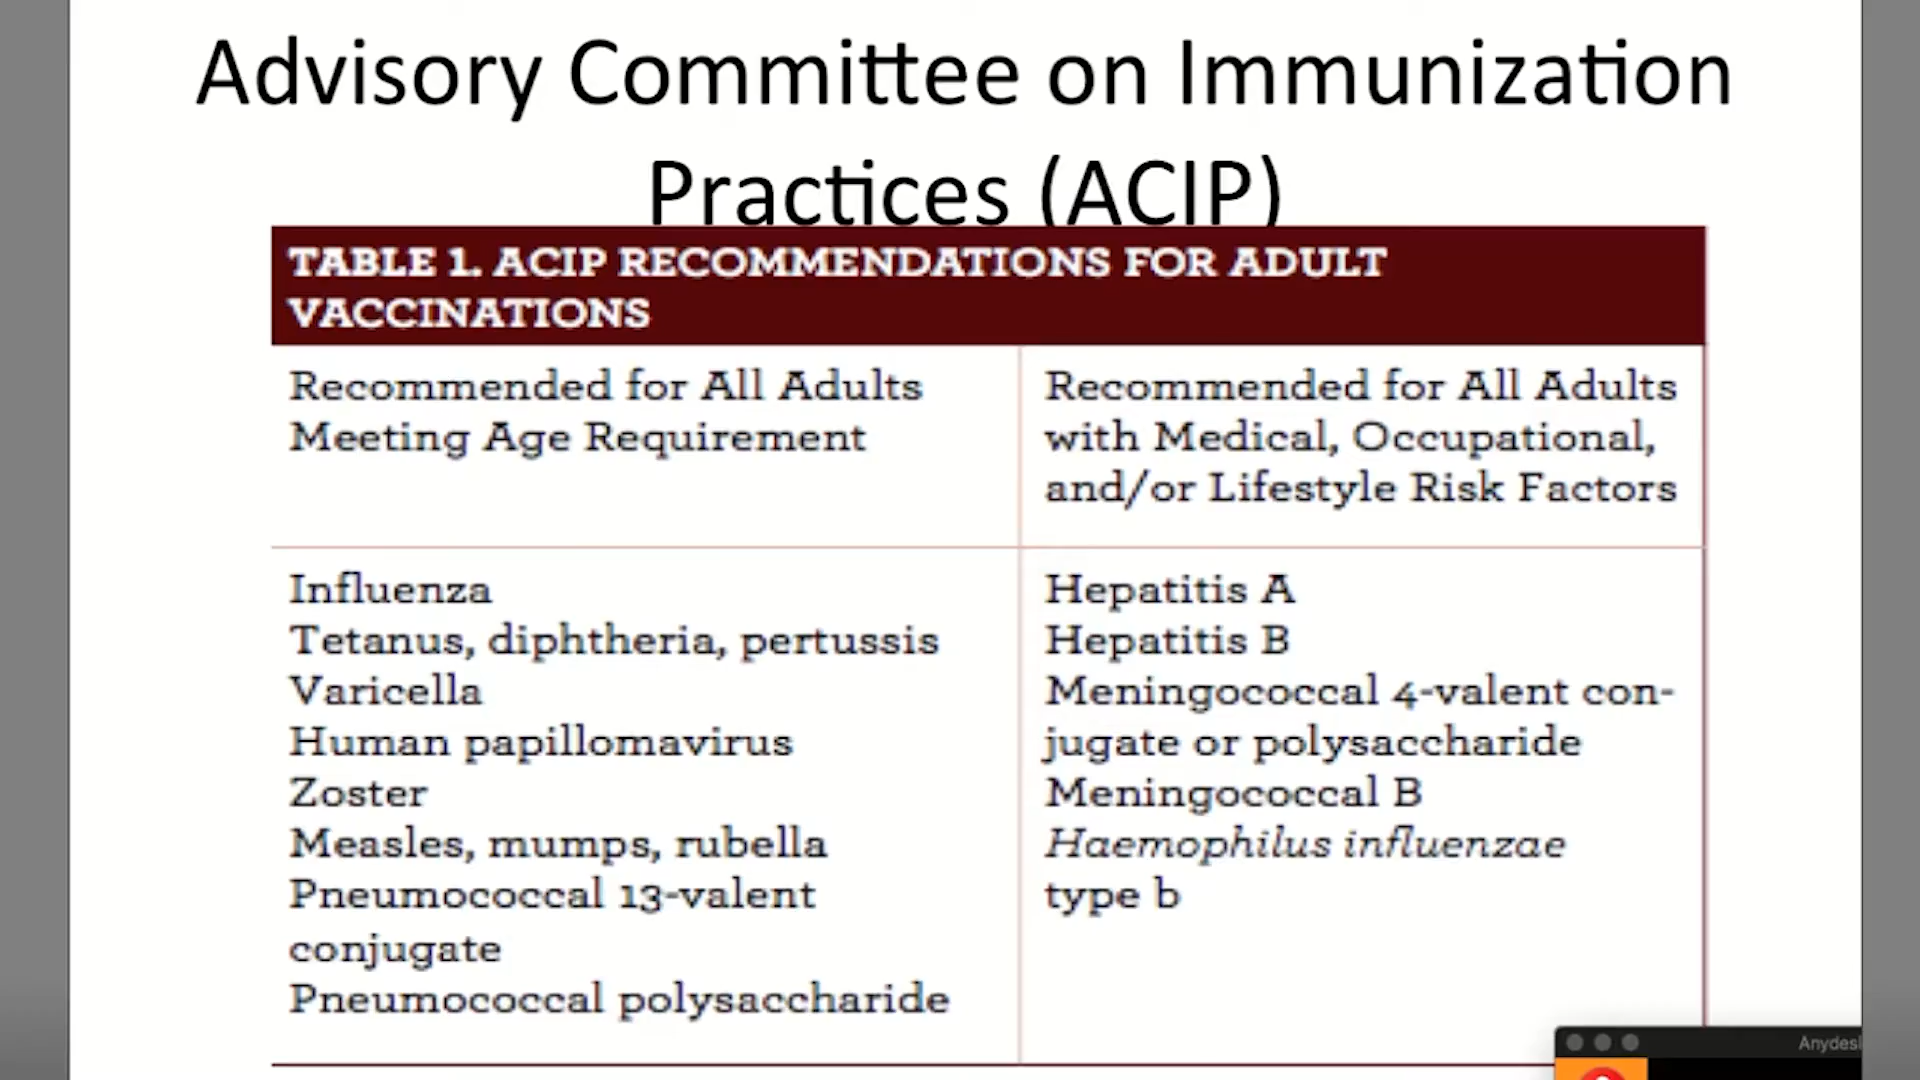 Advisory Committee on Immunization
Practices (ACIP)
TABLE 1. ACIP RECOMMENDATIONS FOR ADULT
VACCINATIONS
Recommended for All Adults
Meeting Age Requirement
Recommended for All Adults
with Medical, Occupational,
and/or Lifestyle Risk Factors
Influenza
Tetanus, diphtheria, pertussis
Varicella
Human papillomavirus
Zoster
Measles, mumps, rubella
Pneumococcal 13-valent
conjugate
Pneumococcal polysaccharide
Hepatitis A
Hepatitis B
Meningococcal 4-valent con-
jugate or polysaccharide
Meningococcal B
Haemophilus influenzae
type b